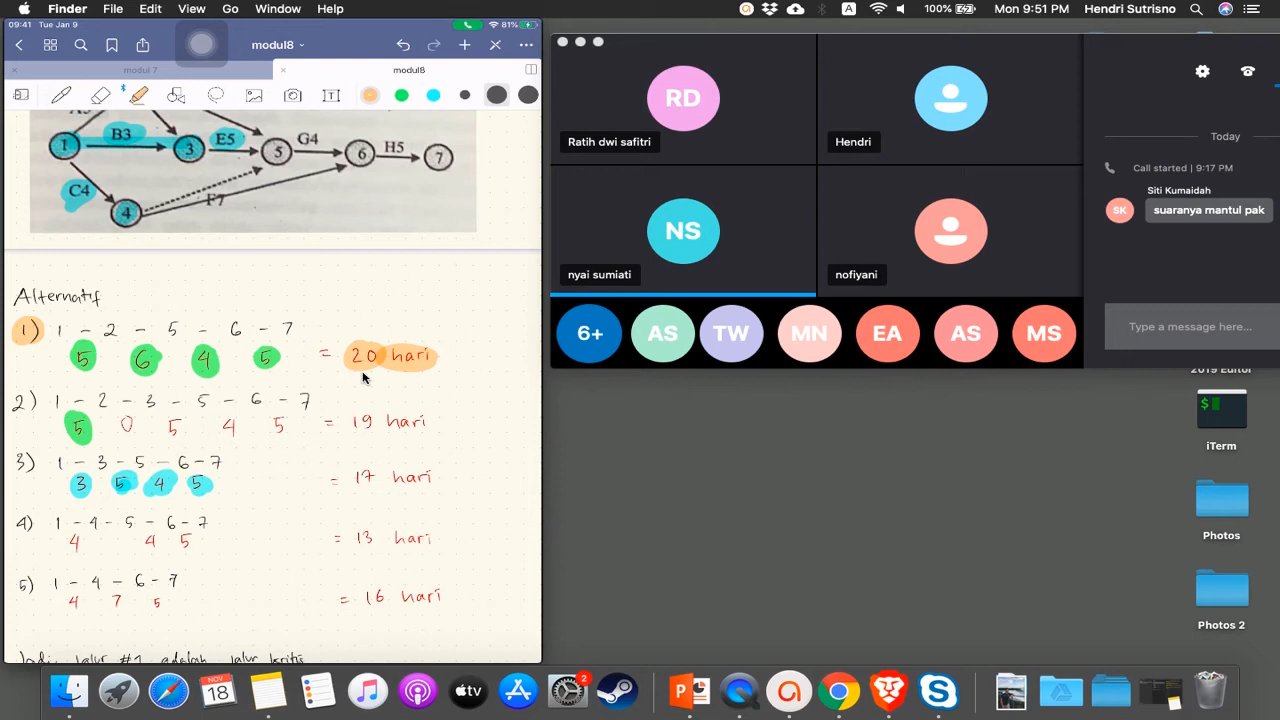 Finder File Edit View Go Window Help
100% Mon 9:51 PM Hendri Sutrisno
09:41 Tue Jan 9
81%
modul8
modul 7
modul8
B3
E5
G4
H5
1 3 5 6 7
C4
F7
4
Alternatif
1) 1 - 2 - 5 - 6 - 7
5 6 4 5 = 20 hari
2) 1 - 2 - 3 - 5 - 6 - 7
5 0 5 4 5 = 19 hari
3) 1 - 3 - 5 - 6 - 7
3 5 4 5 = 17 hari
4) 1 - 4 - 5 - 6 - 7
4 4 5 = 13 hari
5) 1 - 4 - 6 - 7
4 7 5 = 16 hari
Jadi jalur #1 adalah jalur kritis
RD
Ratih dwi safitri
Hendri
NS
nyai sumiati
nofiyani
6+ AS TW MN EA AS MS
Today
Call started | 9:17 PM
Siti Kumaidah
SK
suaranya mantul pak
Type a message here...
2019 Editorial
iTerm
Photos
Photos 2
NOV
18
2